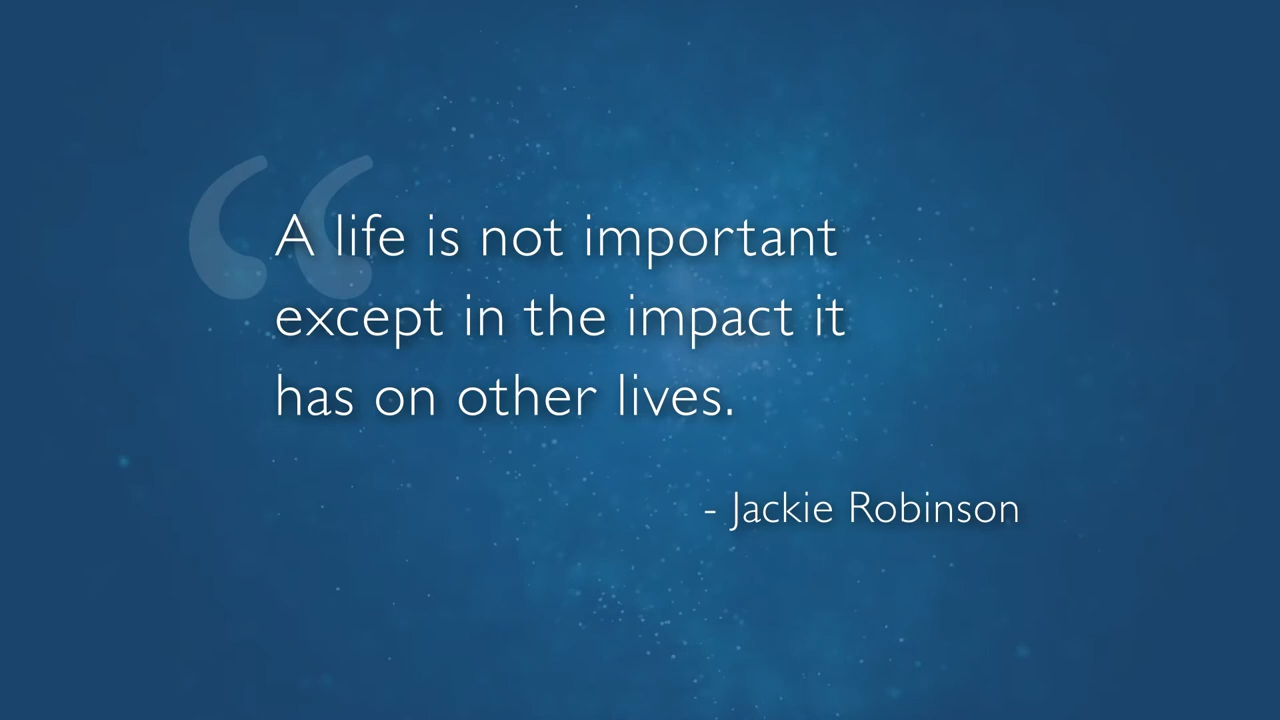 “
A life is not important
except in the impact it
has on other lives.
- Jackie Robinson